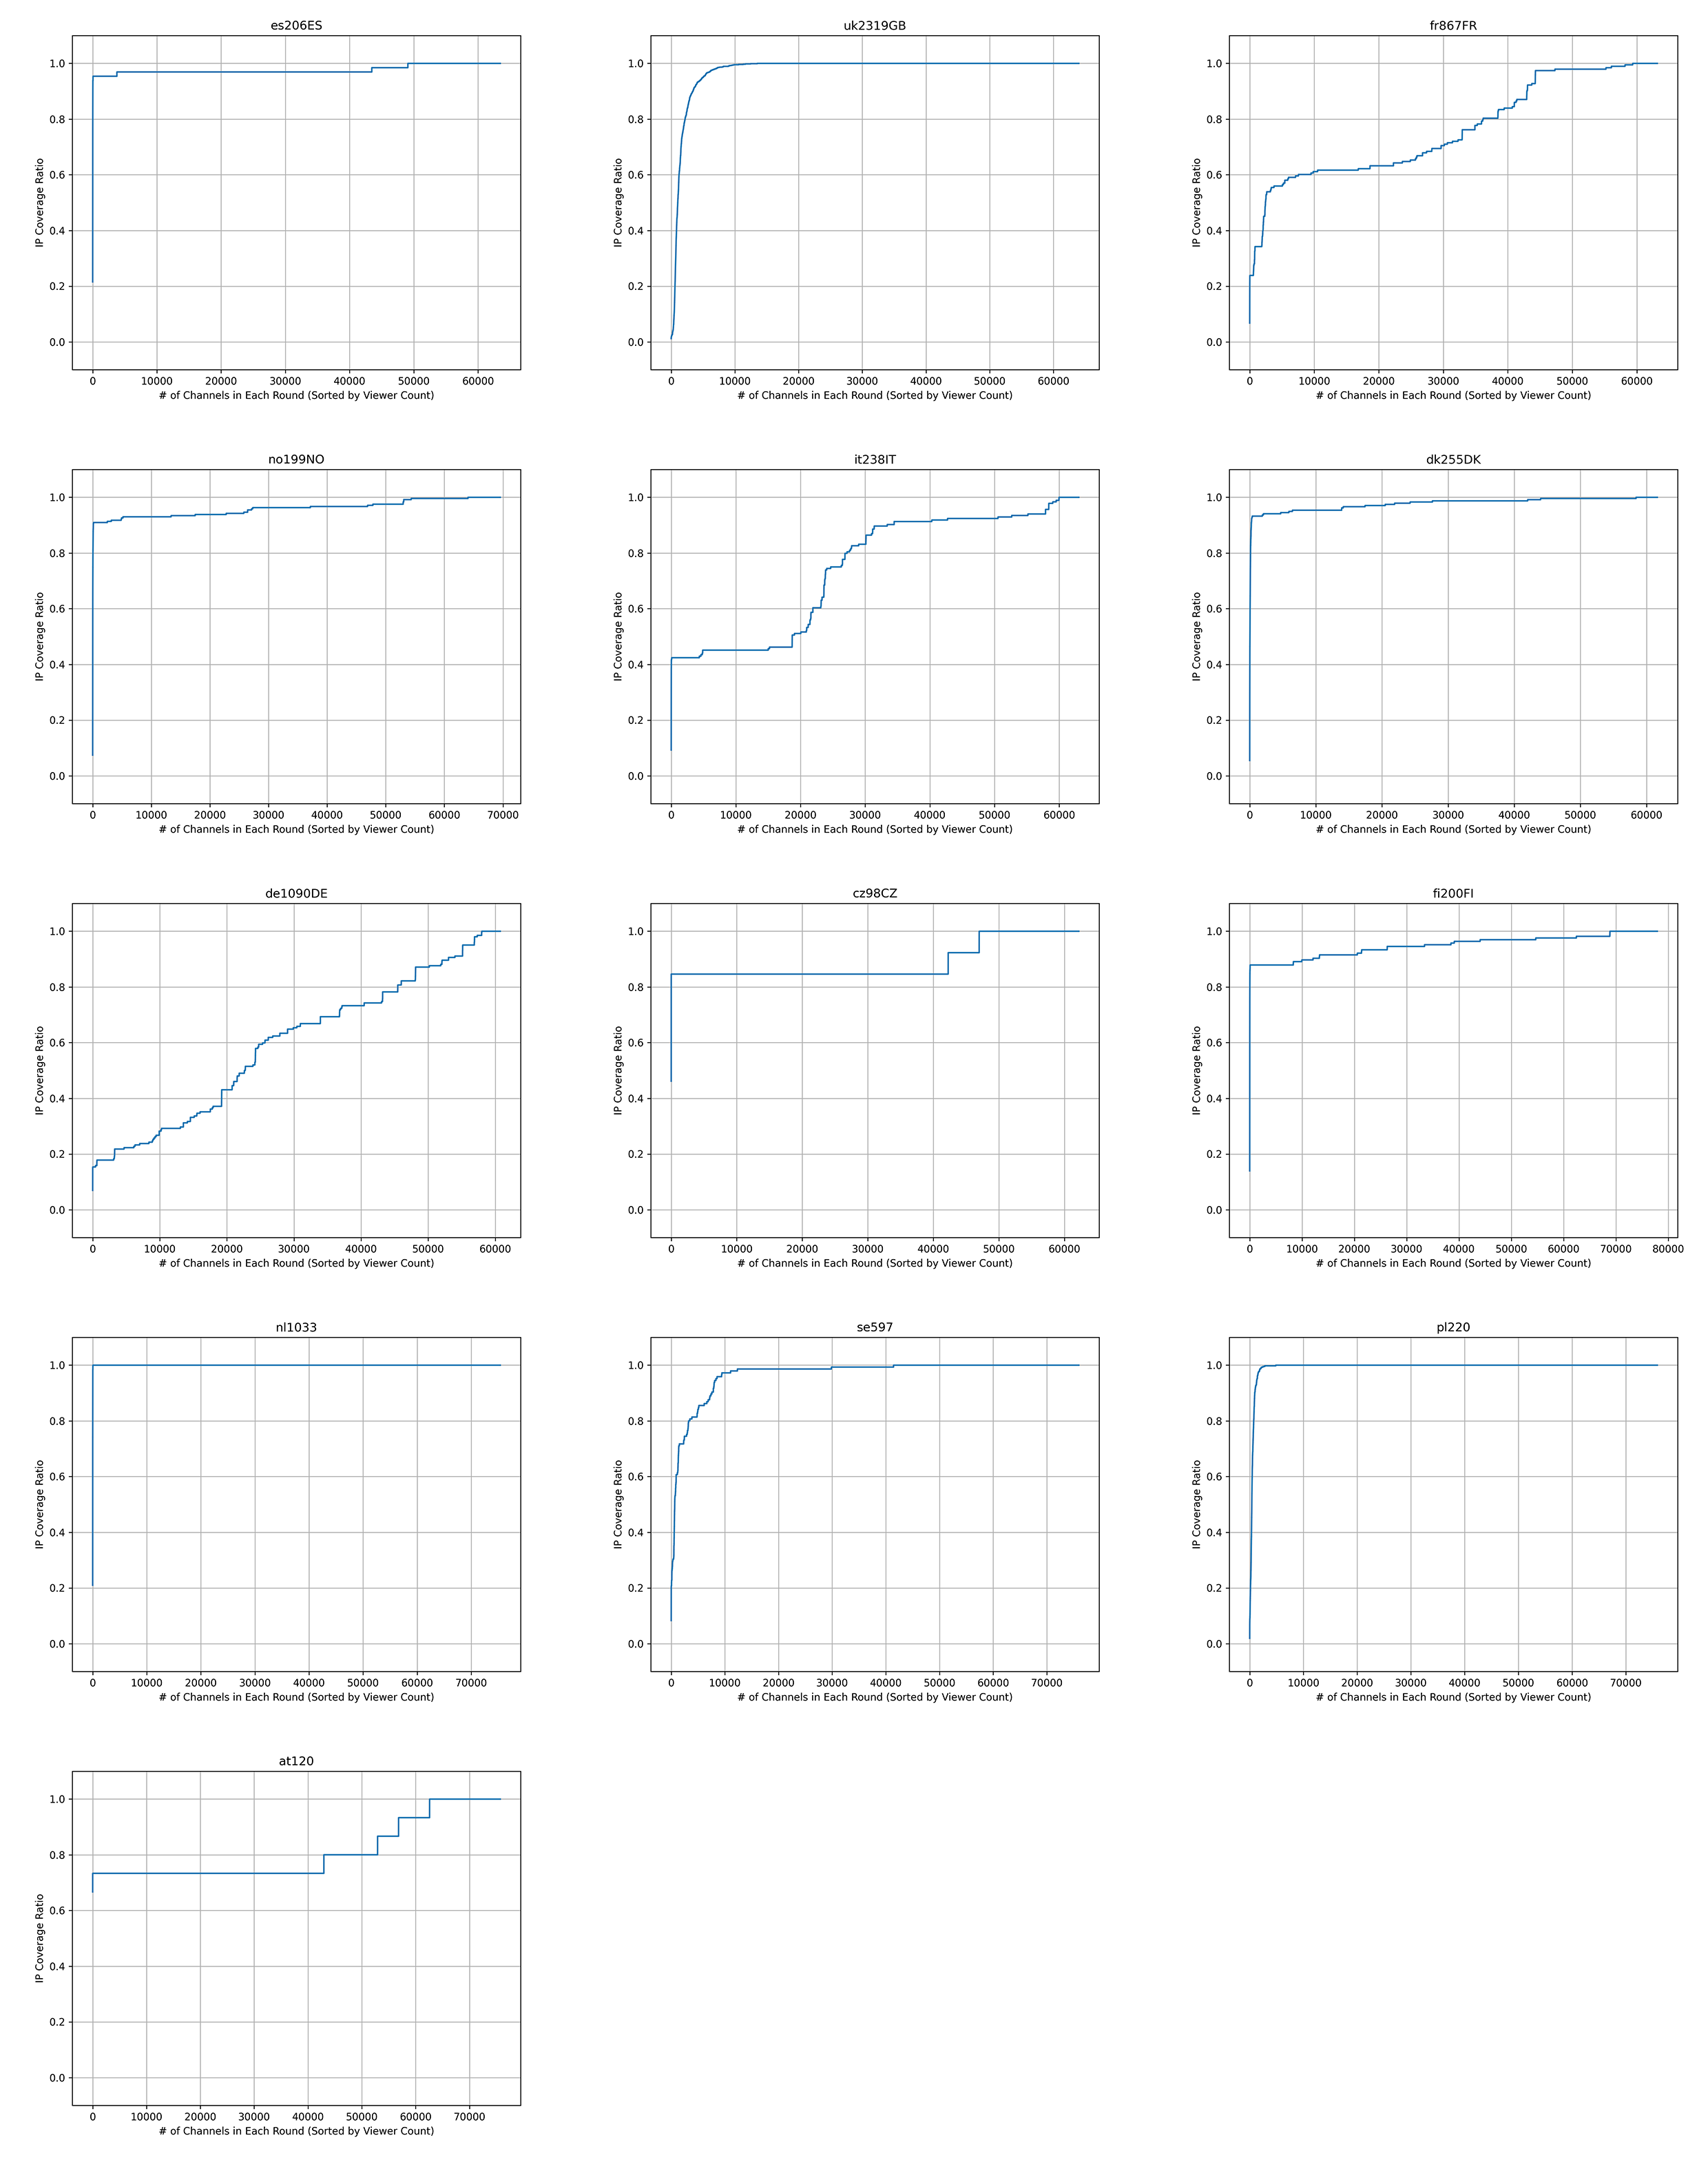 es206ES
1.0
0.8
0.6
0.4
0.2
0.0
IP Coverage Ratio
0 10000 20000 30000 40000 50000 60000
# of Channels in Each Round (Sorted by Viewer Count)
uk2319GB
1.0
0.8
0.6
0.4
0.2
0.0
IP Coverage Ratio
0 10000 20000 30000 40000 50000 60000
# of Channels in Each Round (Sorted by Viewer Count)
fr867FR
1.0
0.8
0.6
0.4
0.2
0.0
IP Coverage Ratio
0 10000 20000 30000 40000 50000 60000
# of Channels in Each Round (Sorted by Viewer Count)
no199NO
1.0
0.8
0.6
0.4
0.2
0.0
IP Coverage Ratio
0 10000 20000 30000 40000 50000 60000 70000
# of Channels in Each Round (Sorted by Viewer Count)
it238IT
1.0
0.8
0.6
0.4
0.2
0.0
IP Coverage Ratio
0 10000 20000 30000 40000 50000 60000
# of Channels in Each Round (Sorted by Viewer Count)
dk255DK
1.0
0.8
0.6
0.4
0.2
0.0
IP Coverage Ratio
0 10000 20000 30000 40000 50000 60000
# of Channels in Each Round (Sorted by Viewer Count)
de1090DE
1.0
0.8
0.6
0.4
0.2
0.0
IP Coverage Ratio
0 10000 20000 30000 40000 50000 60000
# of Channels in Each Round (Sorted by Viewer Count)
cz98CZ
1.0
0.8
0.6
0.4
0.2
0.0
IP Coverage Ratio
0 10000 20000 30000 40000 50000 60000
# of Channels in Each Round (Sorted by Viewer Count)
fi200FI
1.0
0.8
0.6
0.4
0.2
0.0
IP Coverage Ratio
0 10000 20000 30000 40000 50000 60000 70000 80000
# of Channels in Each Round (Sorted by Viewer Count)
nl1033
1.0
0.8
0.6
0.4
0.2
0.0
IP Coverage Ratio
0 10000 20000 30000 40000 50000 60000 70000
# of Channels in Each Round (Sorted by Viewer Count)
se597
1.0
0.8
0.6
0.4
0.2
0.0
IP Coverage Ratio
0 10000 20000 30000 40000 50000 60000 70000
# of Channels in Each Round (Sorted by Viewer Count)
pl220
1.0
0.8
0.6
0.4
0.2
0.0
IP Coverage Ratio
0 10000 20000 30000 40000 50000 60000 70000
# of Channels in Each Round (Sorted by Viewer Count)
at120
1.0
0.8
0.6
0.4
0.2
0.0
IP Coverage Ratio
0 10000 20000 30000 40000 50000 60000 70000
# of Channels in Each Round (Sorted by Viewer Count)